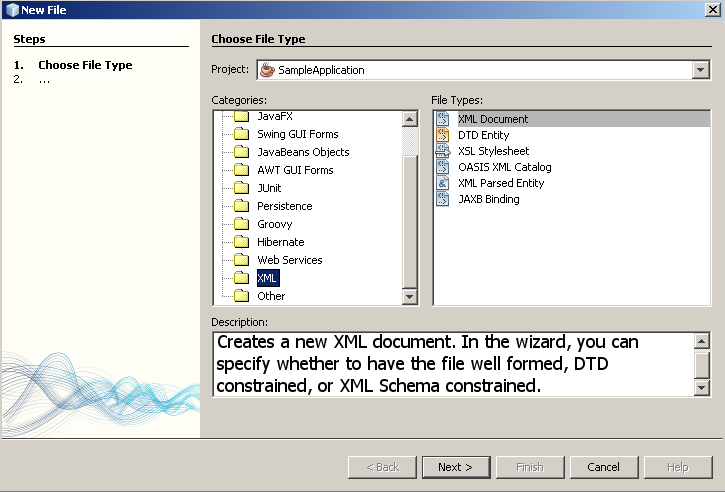 New File
Steps
1. Choose File Type
2. ...
Choose File Type
Project: SampleApplication
Categories:
JavaFX
Swing GUI Forms
JavaBeans Objects
AWT GUI Forms
JUnit
Persistence
Groovy
Hibernate
Web Services
XML
Other
File Types:
XML Document
DTD Entity
XSL Stylesheet
OASIS XML Catalog
XML Parsed Entity
JAXB Binding
Description:
Creates a new XML document. In the wizard, you can
specify whether to have the file well formed, DTD
constrained, or XML Schema constrained.
< Back Next > Finish Cancel Help